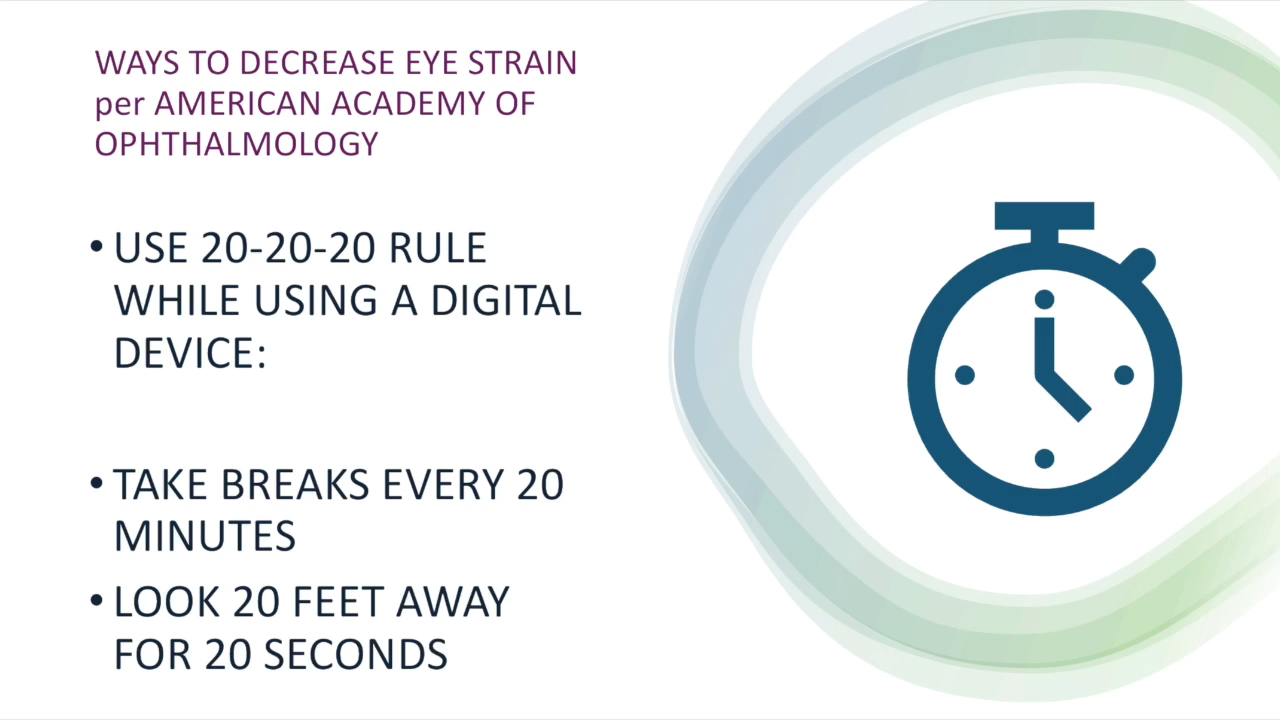 WAYS TO DECREASE EYE STRAIN
per AMERICAN ACADEMY OF
OPHTHALMOLOGY
• USE 20-20-20 RULE
WHILE USING A DIGITAL
DEVICE:
• TAKE BREAKS EVERY 20
MINUTES
• LOOK 20 FEET AWAY
FOR 20 SECONDS